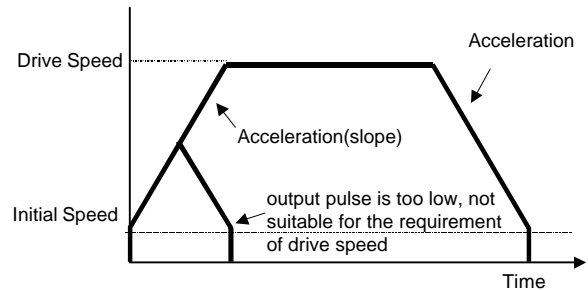 Acceleration
Drive Speed
Acceleration(slope)
output pulse is too low, not
suitable for the requirement
of drive speed
Initial Speed
Time